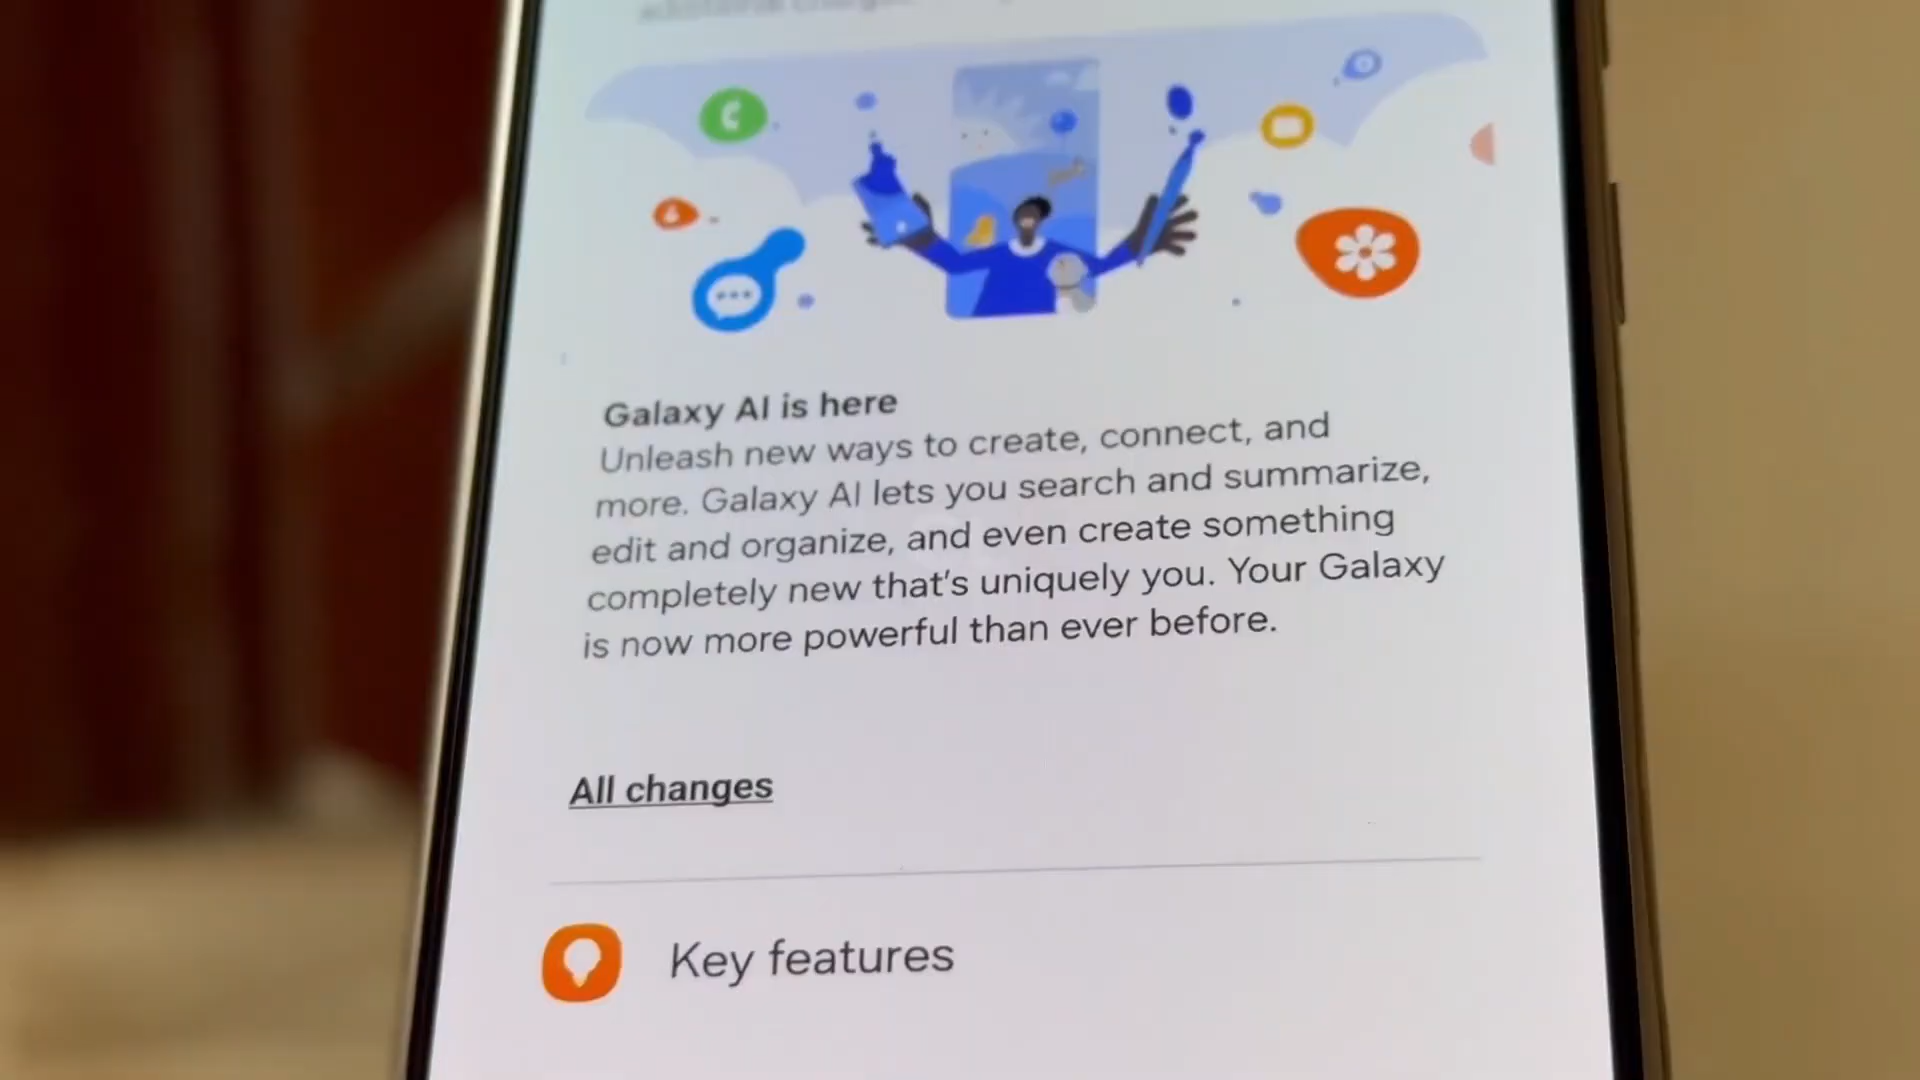 Galaxy AI is here
Unleash new ways to create, connect, and
more. Galaxy AI lets you search and summarize,
edit and organize, and even create something
completely new that's uniquely you. Your Galaxy
is now more powerful than ever before.
All changes
Key features